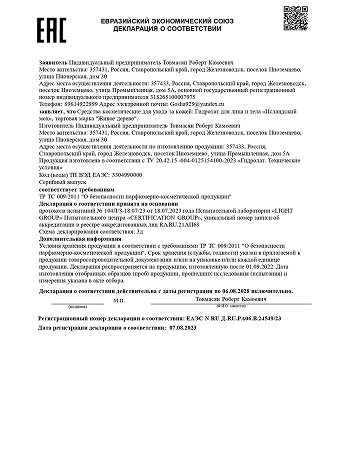 ЕАС
ЕВРАЗИЙСКИЙ ЭКОНОМИЧЕСКИЙ СОЮЗ
ДЕКЛАРАЦИЯ О СООТВЕТСТВИИ
Заявитель Индивидуальный предприниматель Товмасян Роберт Камоевич
Место жительства: 357431, Россия, Ставропольский край, город Железноводск, поселок Иноземцево,
улица Пионерская, дом 30
Адрес места осуществления деятельности: 357433, Россия, Ставропольский край, город Железноводск,
поселок Иноземцево, улица Промышленная, дом 5А, основной государственный регистрационный
номер индивидуального предпринимателя 318265100007975
Телефон: 89614922999 Адрес электронной почты: Gosha929@yandex.ru
заявляет, что Средство косметические для ухода за кожей: Гидролат для лица и тела «Исландский
мох», торговая марка "Живое дерево".
Изготовитель Индивидуальный предприниматель Товмасян Роберт Камоевич
Место жительства: 357431, Россия, Ставропольский край, город Железноводск, поселок Иноземцево,
улица Пионерская, дом 30
Адрес места осуществления деятельности по изготовлению продукции: 357433, Россия,
Ставропольский край, город Железноводск, поселок Иноземцево, улица Промышленная, дом 5А
Продукция изготовлена в соответствии с ТУ 20.42.15 -004-0125154100-2023 «Гидролат. Технические
условия»
Код (коды) ТН ВЭД ЕАЭС: 3304990000
Серийный выпуск
соответствует требованиям
ТР ТС 009/2011 "О безопасности парфюмерно-косметической продукции"
Декларация о соответствии принята на основании
протокола испытаний № 104ЛГЗ-18.07/23 от 18.07.2023 года Испытательной лаборатории «LIGHT
GROUP» Испытательного центра «CERTIFICATION GROUP», уникальный номер записи об
аккредитации в реестре аккредитованных лиц RA.RU.21АП63
Схема декларирования соответствия: 3д
Дополнительная информация
Условия хранения продукции в соответствии с требованиями ТР ТС 009/2011 "О безопасности
парфюмерно-косметической продукции". Срок хранения (службы, годности) указан в прилагаемой к
продукции товаросопроводительной документации и/или на упаковке и/или каждой единице
продукции. Декларация распространяется на продукцию, изготовленную после 01.09.2022. Дата
изготовления отобранных образцов (проб) продукции, прошедших исследования (испытания) и
измерения указана в акте отбора.
Декларация о соответствии действительна с даты регистрации по 06.08.2028 включительно.
Товмасян Роберт Камоевич
М.П.
(подпись)
(Ф.И.О. заявителя)
Регистрационный номер декларации о соответствии: ЕАЭС N RU Д-RU.РА06.В.24549/23
Дата регистрации декларации о соответствии: 07.08.2023